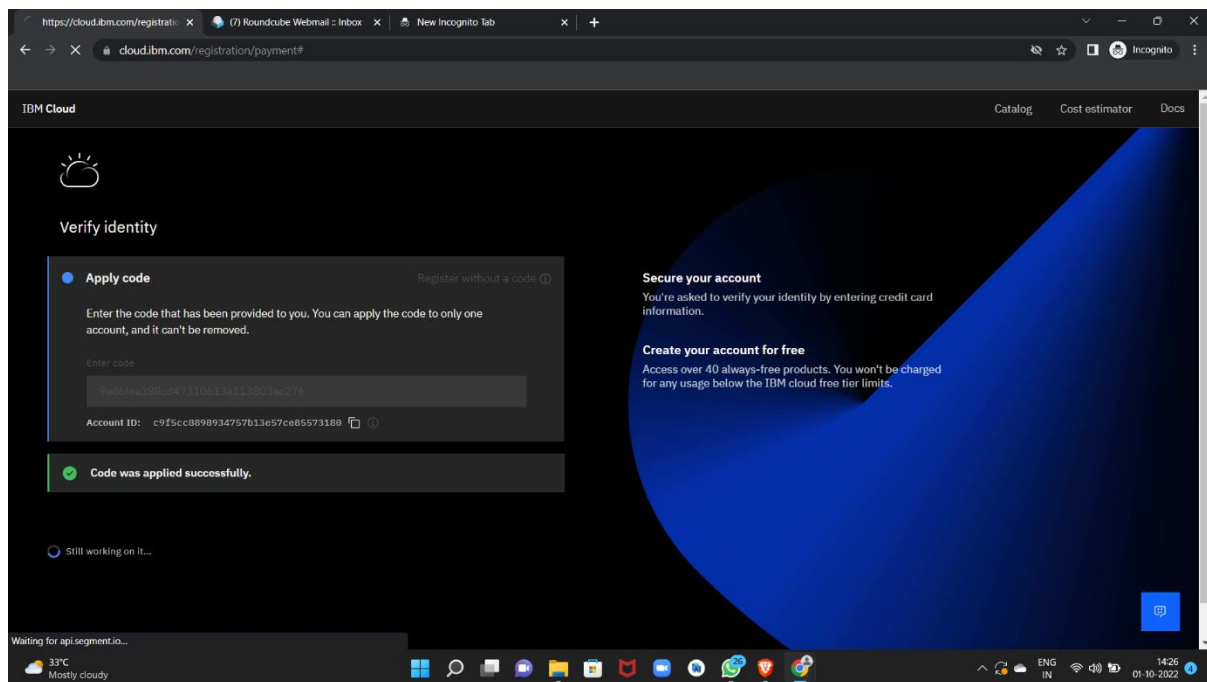 https://cloud.ibm.com/registratio
(7) Roundcube Webmail :: Inbox
New Incognito Tab
cloud.ibm.com/registration/payment#
Incognito
IBM Cloud
Catalog
Cost estimator
Docs
Verify identity
Apply code
Register without a code
Enter the code that has been provided to you. You can apply the code to only one
account, and it can't be removed.
Enter code
Account ID: c9f5cc8898934757b13e57ce85573180
Code was applied successfully.
Still working on it...
Secure your account
You're asked to verify your identity by entering credit card
information.
Create your account for free
Access over 40 always-free products. You won't be charged
for any usage below the IBM cloud free tier limits.
Waiting for api.segment.io...
33°C
Mostly cloudy
26
ENG
IN
14:26
01-10-2022
4